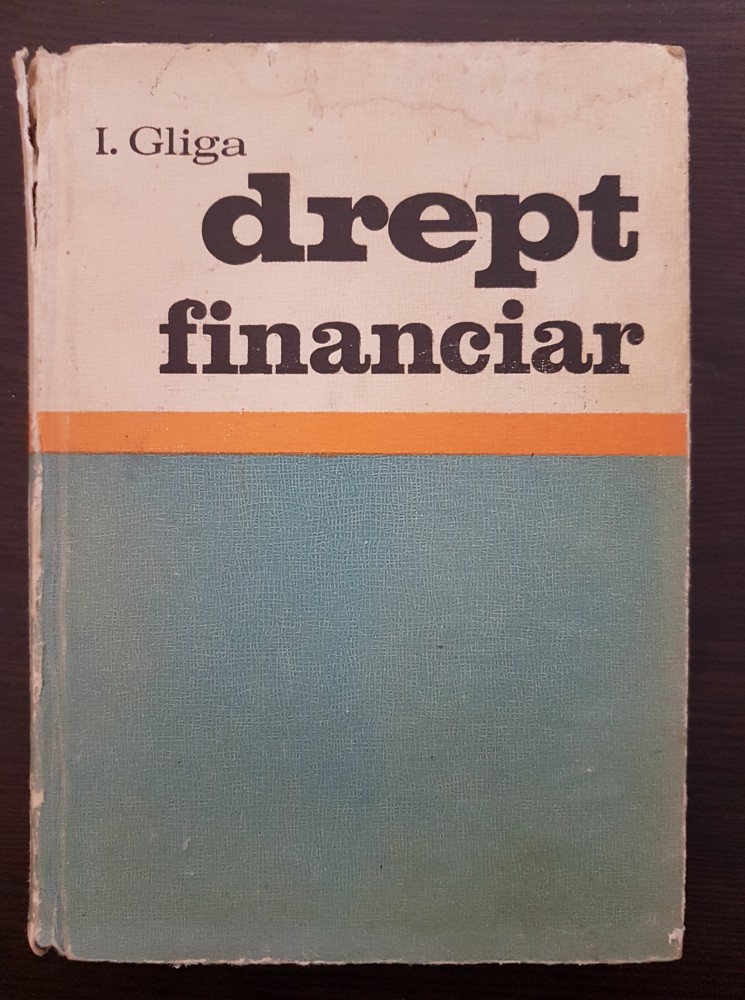 I. Gliga
drept
financiar